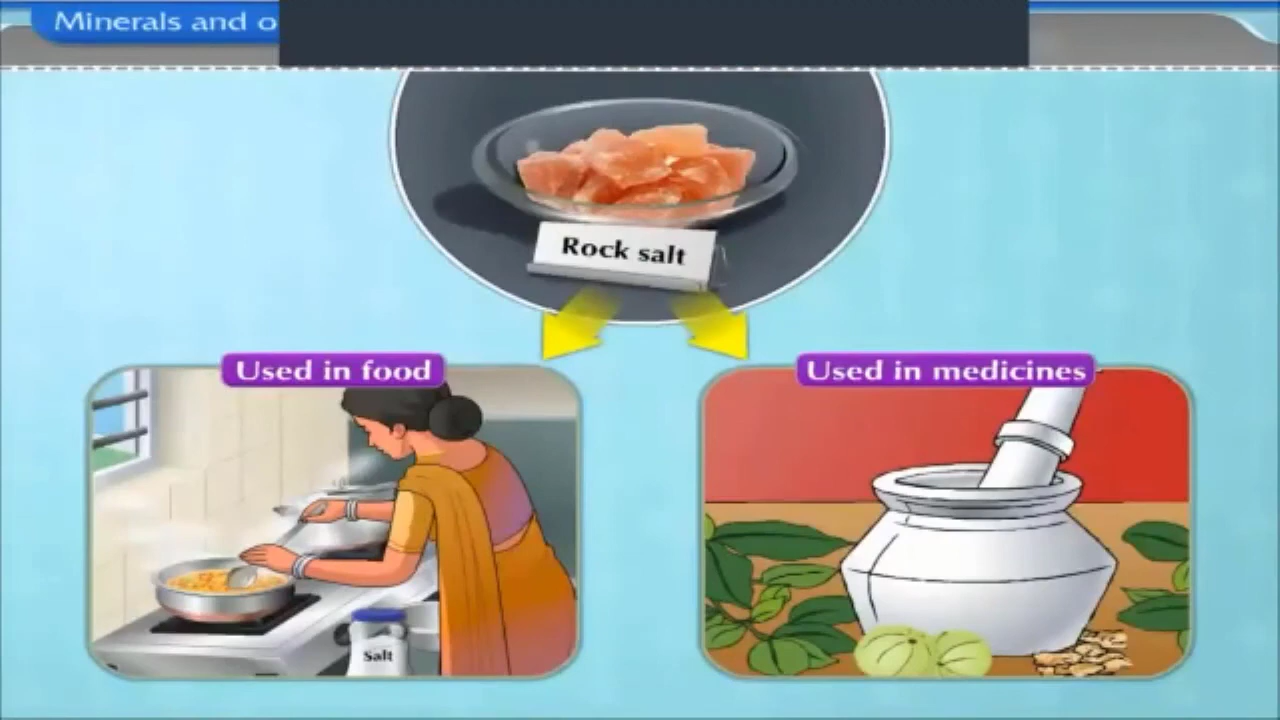 Minerals and o
Rock salt
Used in food
Used in medicines
Salt